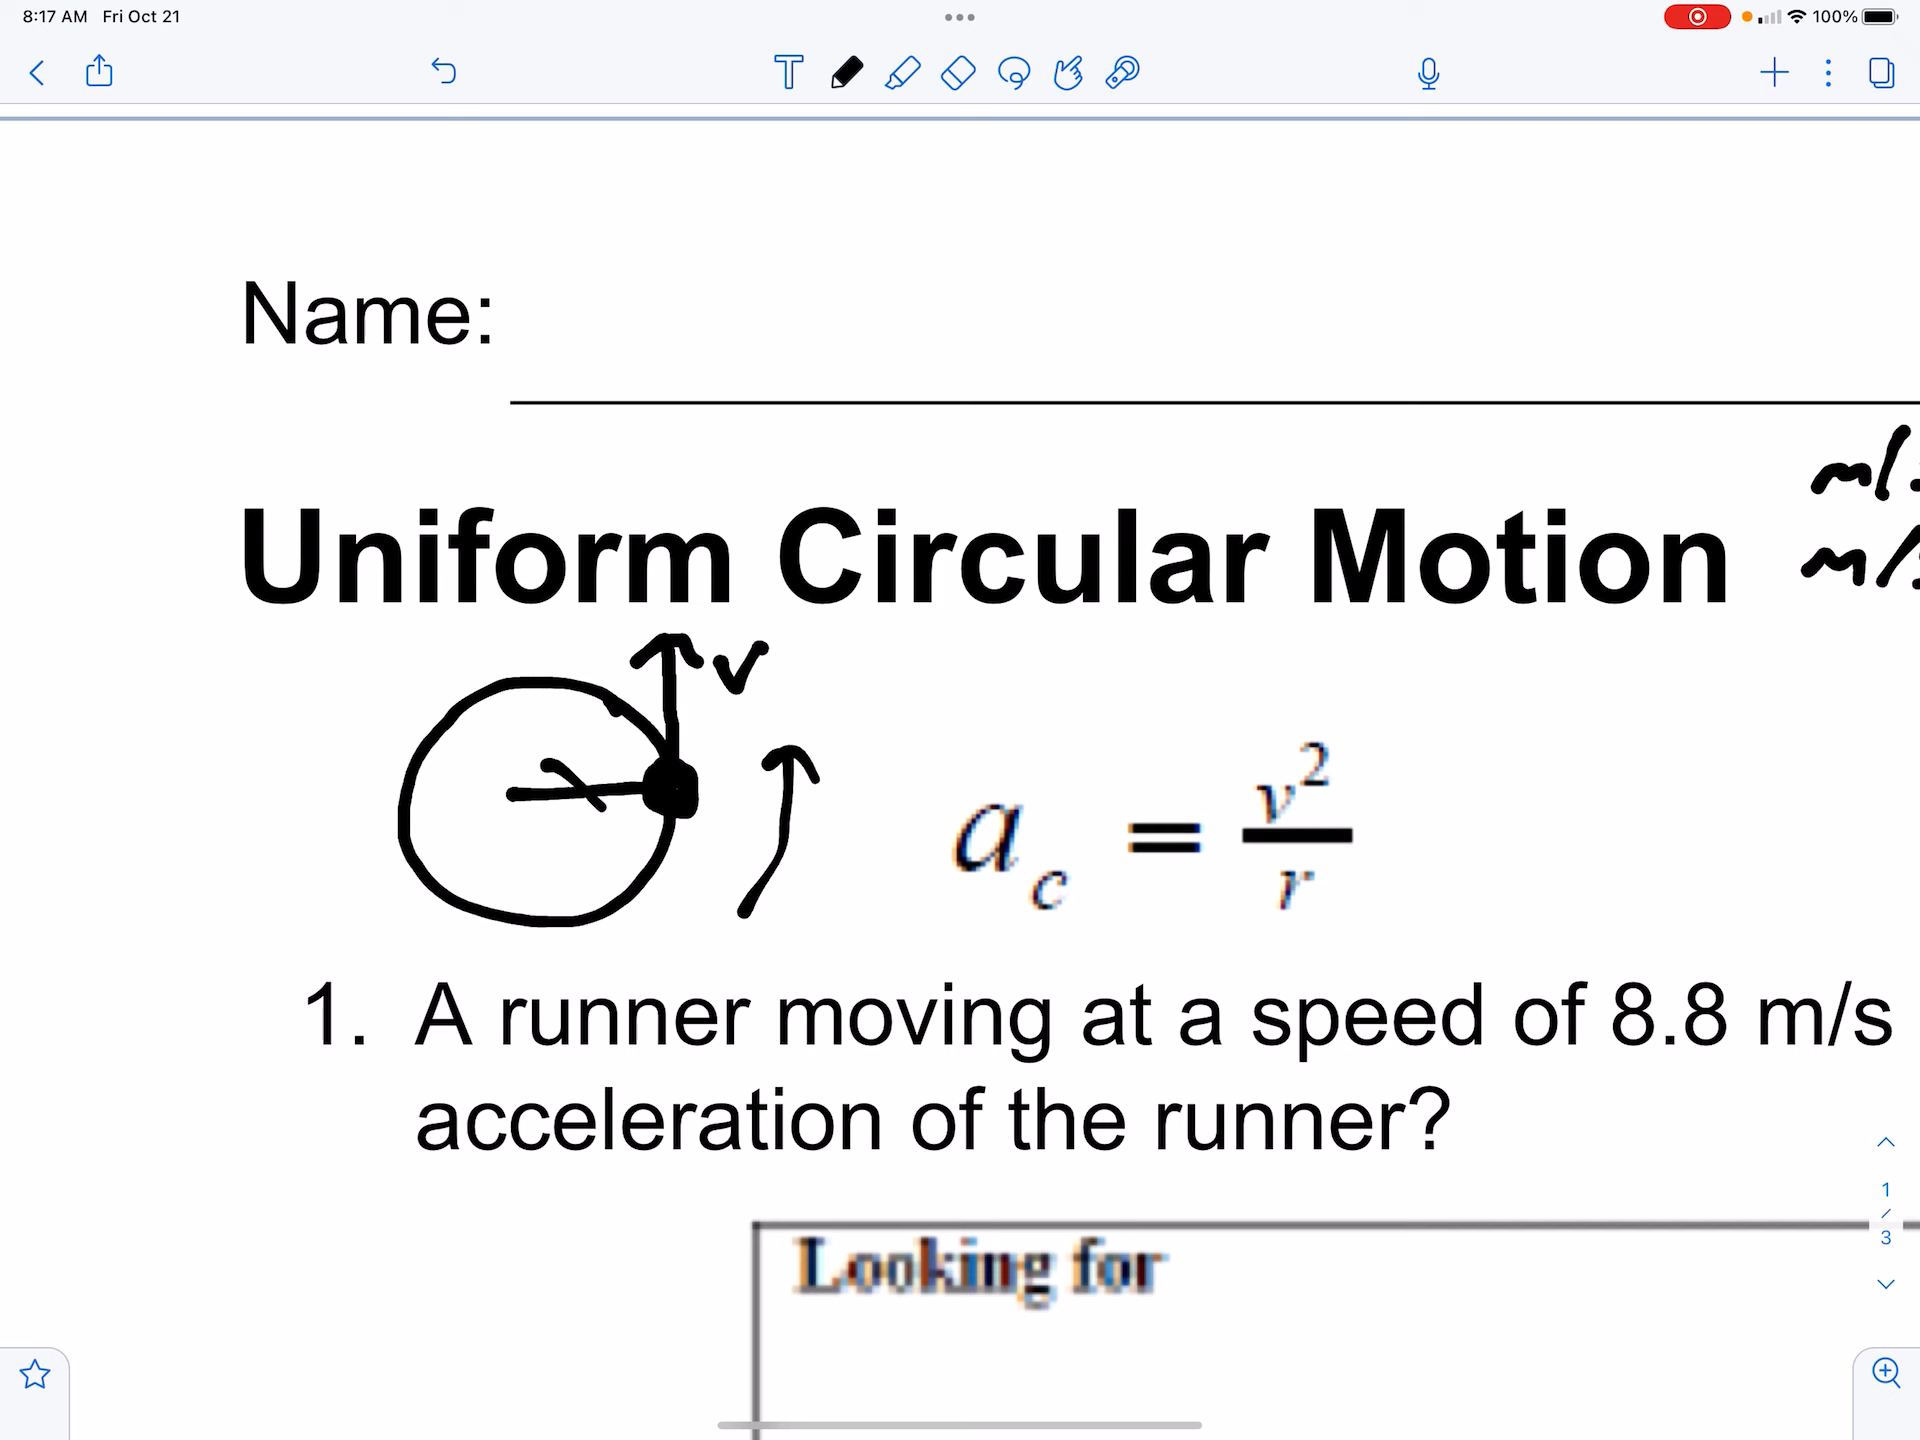 8:17 AM Fri Oct 21
100%
Name:
m/
Uniform Circular Motion
m/s
v
a_c = v²/r
1. A runner moving at a speed of 8.8 m/s
acceleration of the runner?
1
/
3
Looking for